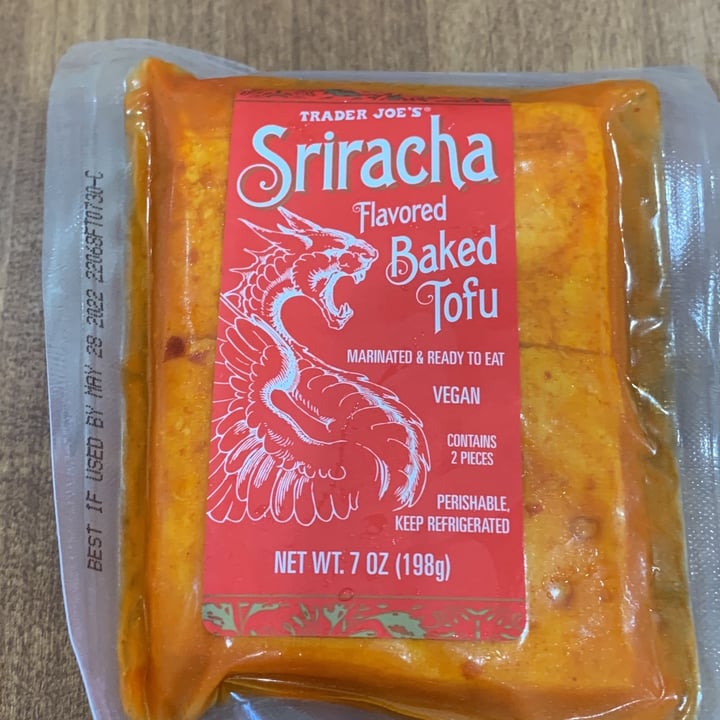 TRADER JOE'S®
Sriracha
Flavored
Baked
Tofu
MARINATED & READY TO EAT
VEGAN
CONTAINS
2 PIECES
PERISHABLE,
KEEP REFRIGERATED
NET WT. 7 OZ (198g)
BEST IF USED BY MAY 28 2022 22068FT0730-C